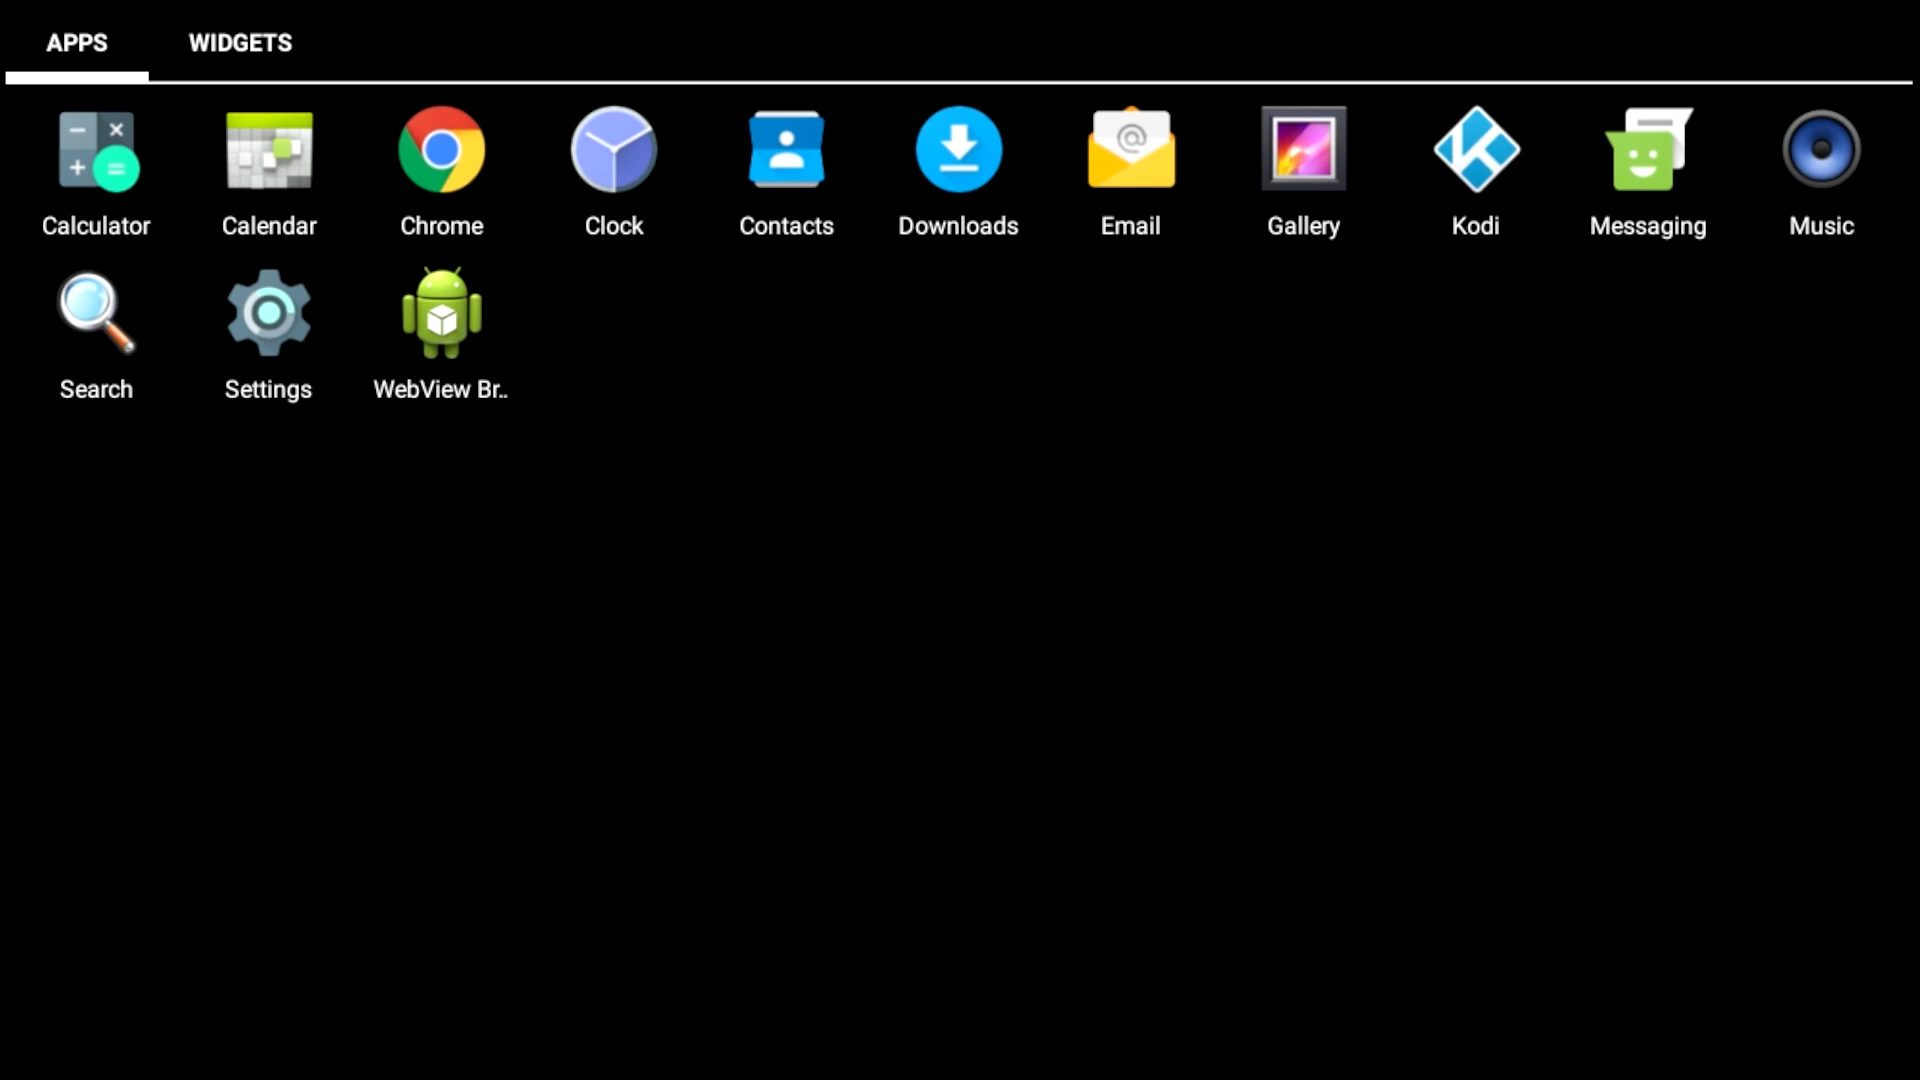 APPS WIDGETS
Calculator Calendar Chrome Clock Contacts Downloads Email Gallery Kodi Messaging Music
Search Settings WebView Br..